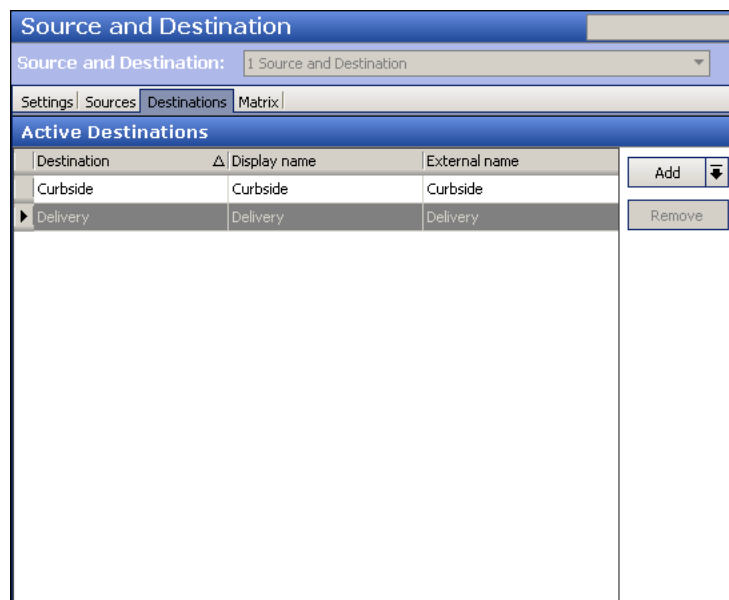 Source and Destination
Source and Destination: 1 Source and Destination
Settings Sources Destinations Matrix
Active Destinations
Destination Display name External name
Add
Curbside Curbside Curbside
Delivery Delivery Delivery
Remove